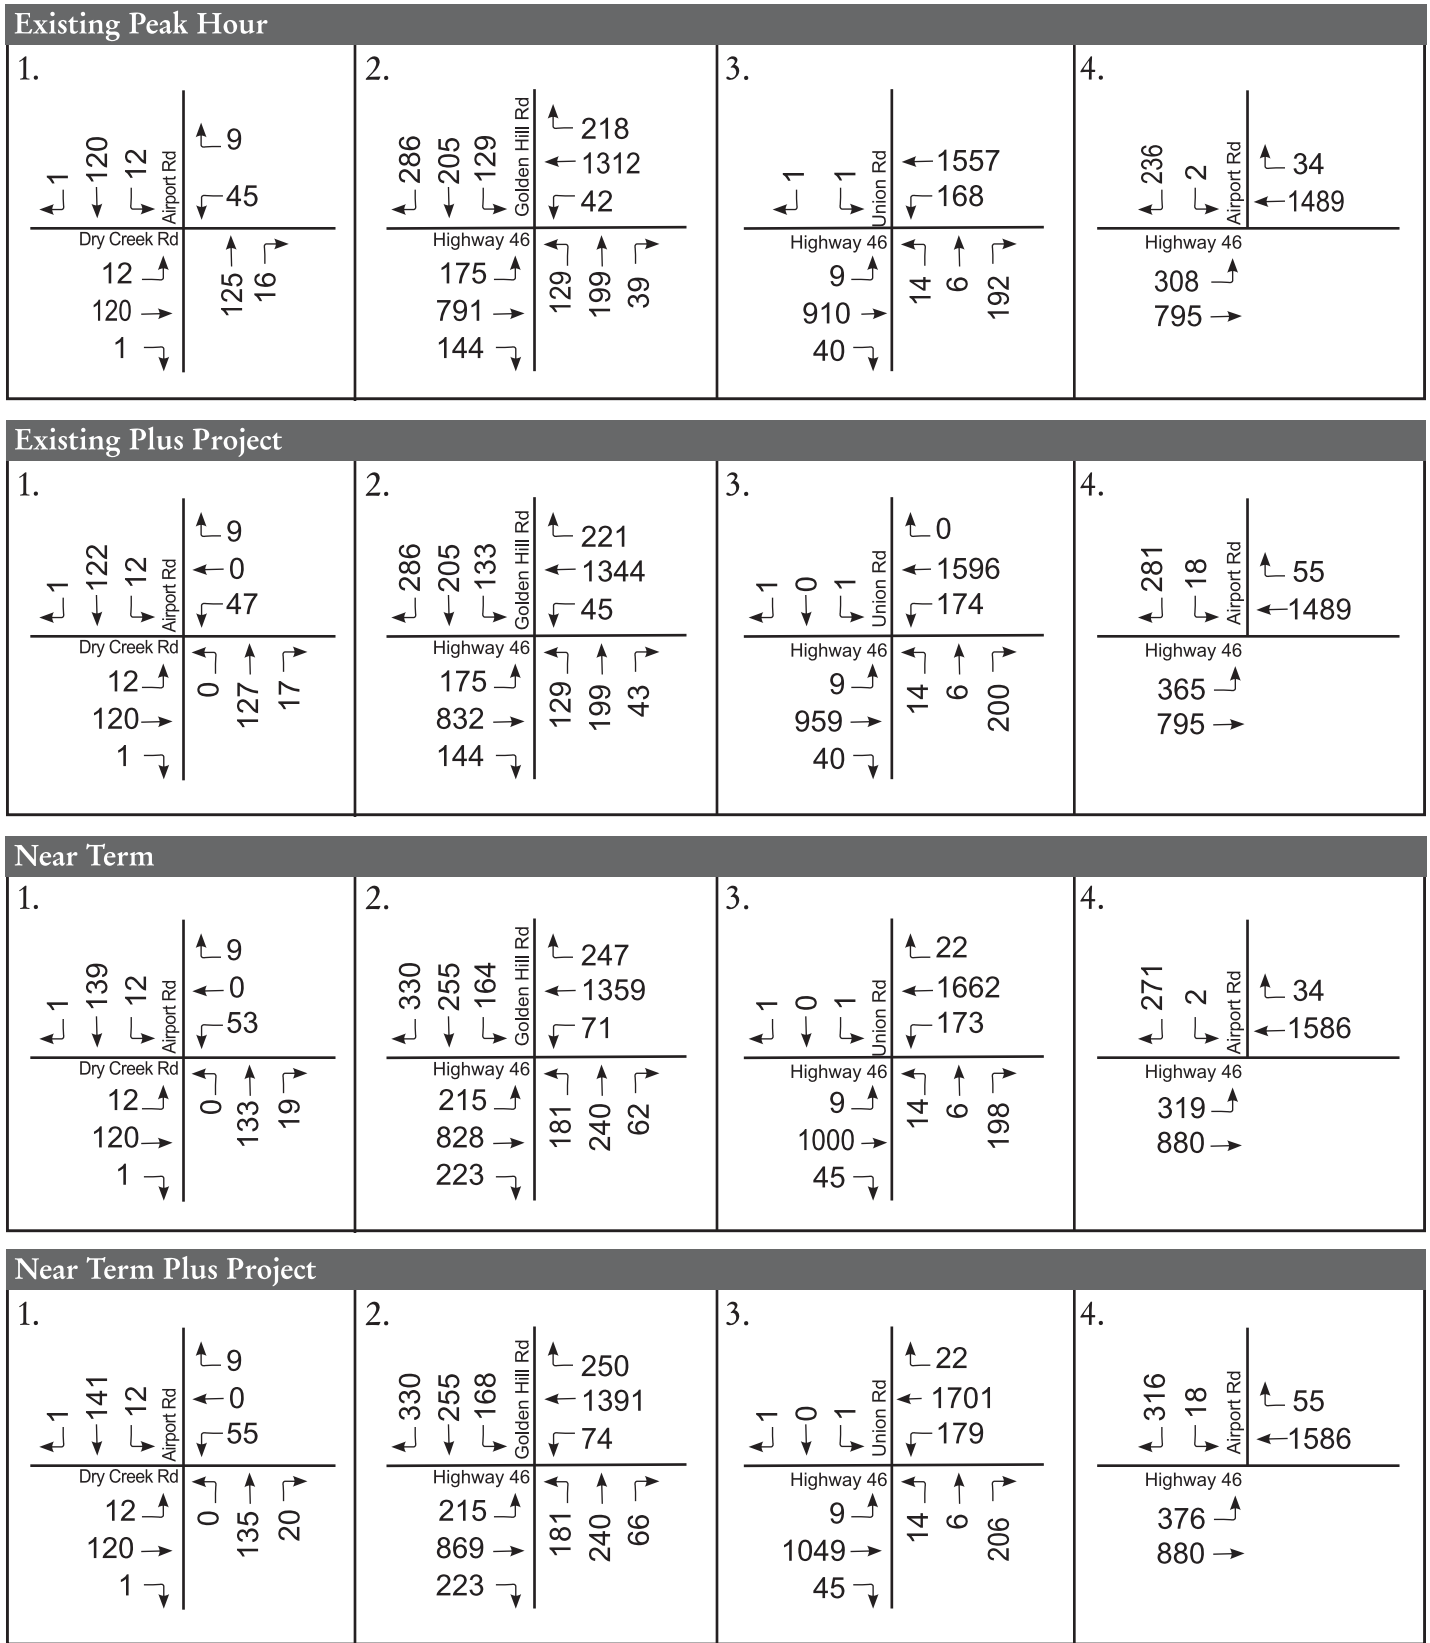 Existing Peak Hour
1.
1 120 12
Airport Rd
9
45
Dry Creek Rd
12
120
1
125 16
2.
286 205 129
Golden Hill Rd
218
1312
42
Highway 46
175
791
144
129 199 39
3.
1 1
Union Rd
1557
168
Highway 46
9
910
40
14 6 192
4.
236 2
Airport Rd
34
1489
Highway 46
308
795
Existing Plus Project
1.
1 122 12
Airport Rd
9
0
47
Dry Creek Rd
12
120
1
0 127 17
2.
286 205 133
Golden Hill Rd
221
1344
45
Highway 46
175
832
144
129 199 43
3.
1 0 1
Union Rd
0
1596
174
Highway 46
9
959
40
14 6 200
4.
281 18
Airport Rd
55
1489
Highway 46
365
795
Near Term
1.
1 139 12
Airport Rd
9
0
53
Dry Creek Rd
12
120
1
0 133 19
2.
330 255 164
Golden Hill Rd
247
1359
71
Highway 46
215
828
223
181 240 62
3.
1 0 1
Union Rd
22
1662
173
Highway 46
9
1000
45
14 6 198
4.
271 2
Airport Rd
34
1586
Highway 46
319
880
Near Term Plus Project
1.
1 141 12
Airport Rd
9
0
55
Dry Creek Rd
12
120
1
0 135 20
2.
330 255 168
Golden Hill Rd
250
1391
74
Highway 46
215
869
223
181 240 66
3.
1 0 1
Union Rd
22
1701
179
Highway 46
9
1049
45
14 6 206
4.
316 18
Airport Rd
55
1586
Highway 46
376
880